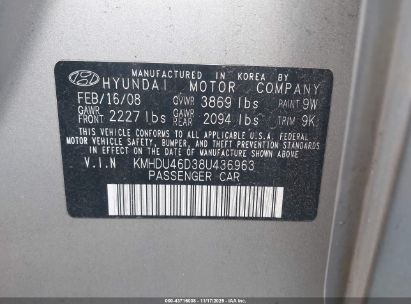 MANUFACTURED IN KOREA BY
HYUNDAI MOTOR COMPANY
FEB/16/08 GVWR 3869 lbs PAINT 9W
GAWR FRONT 2227 lbs GAWR REAR 2094 lbs TRIM 9K
THIS VEHICLE CONFORMS TO ALL APPLICABLE U.S.A. FEDERAL
MOTOR VEHICLE SAFETY, BUMPER, AND THEFT PREVENTION
STANDARDS IN EFFECT ON THE DATE OF MANUFACTURE
SHOWN ABOVE.
V.I.N KMHDU46D38U436963
PASSENGER CAR